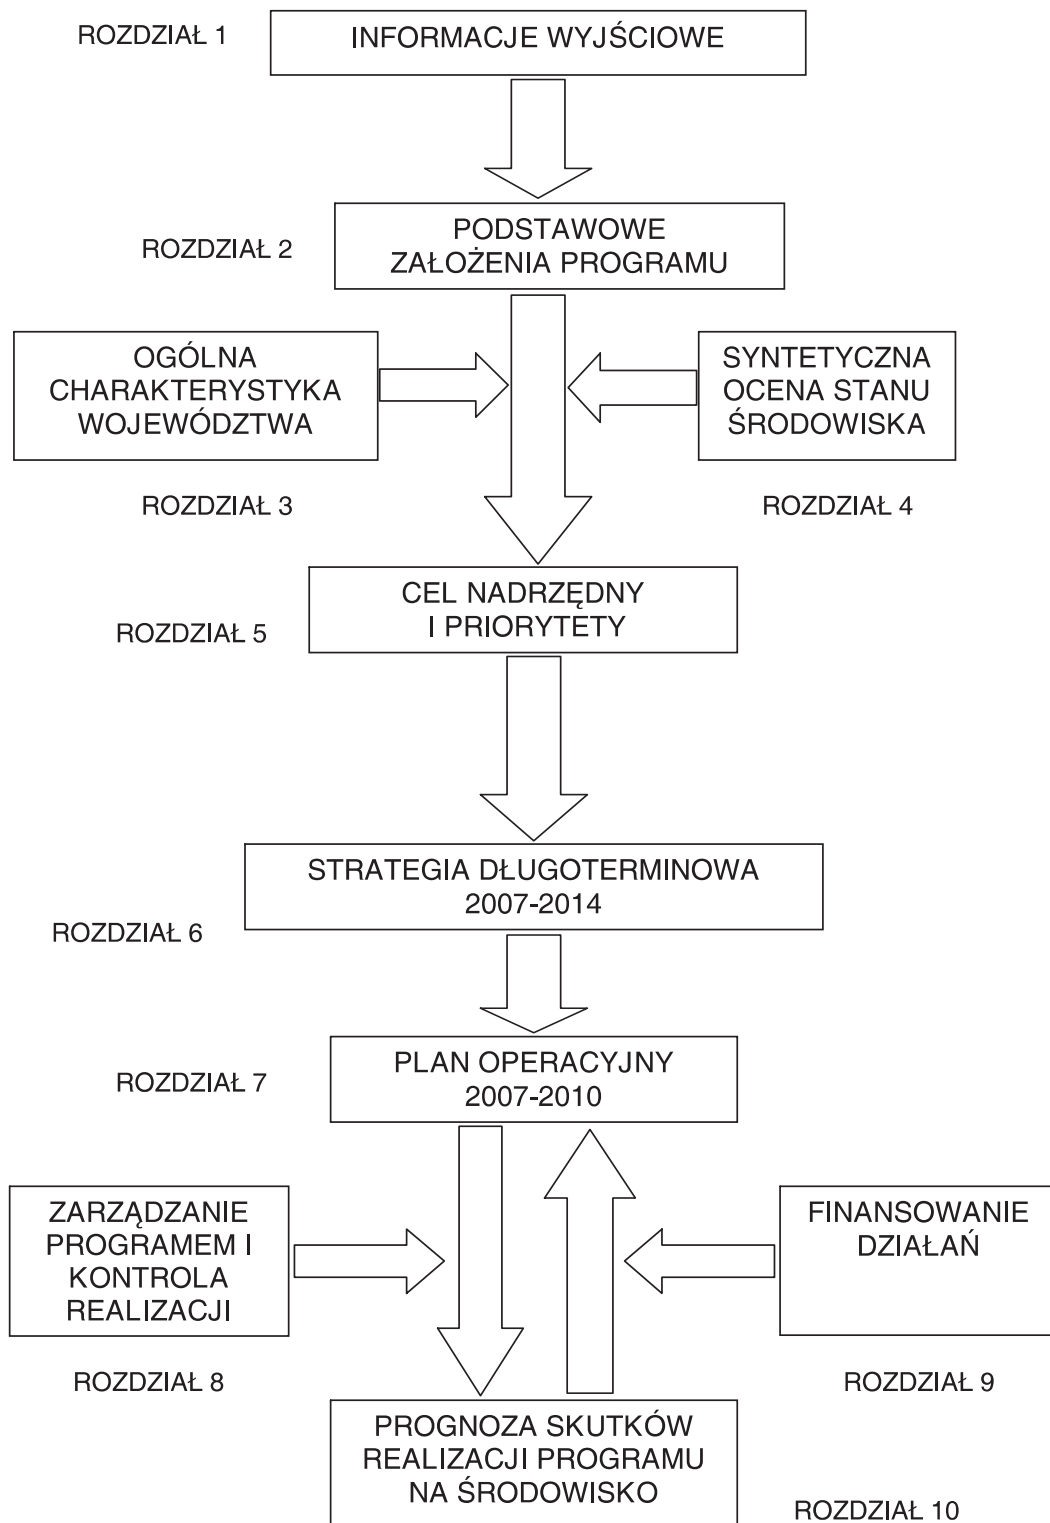 ROZDZIAŁ 1
INFORMACJE WYJŚCIOWE
ROZDZIAŁ 2
PODSTAWOWE
ZAŁOŻENIA PROGRAMU
OGÓLNA
CHARAKTERYSTYKA
WOJEWÓDZTWA
SYNTETYCZNA
OCENA STANU
ŚRODOWISKA
ROZDZIAŁ 3
ROZDZIAŁ 4
ROZDZIAŁ 5
CEL NADRZĘDNY
I PRIORYTETY
STRATEGIA DŁUGOTERMINOWA
2007-2014
ROZDZIAŁ 6
ROZDZIAŁ 7
PLAN OPERACYJNY
2007-2010
ZARZĄDZANIE
PROGRAMEM I
KONTROLA
REALIZACJI
FINANSOWANIE
DZIAŁAŃ
ROZDZIAŁ 8
ROZDZIAŁ 9
PROGNOZA SKUTKÓW
REALIZACJI PROGRAMU
NA ŚRODOWISKO
ROZDZIAŁ 10